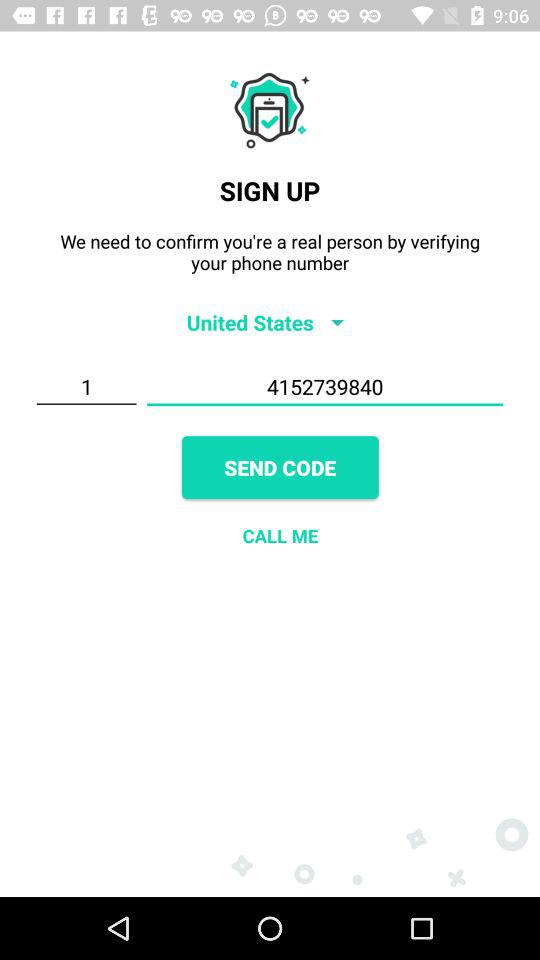 9:06
SIGN UP
We need to confirm you're a real person by verifying
your phone number
United States
1 4152739840
SEND CODE
CALL ME